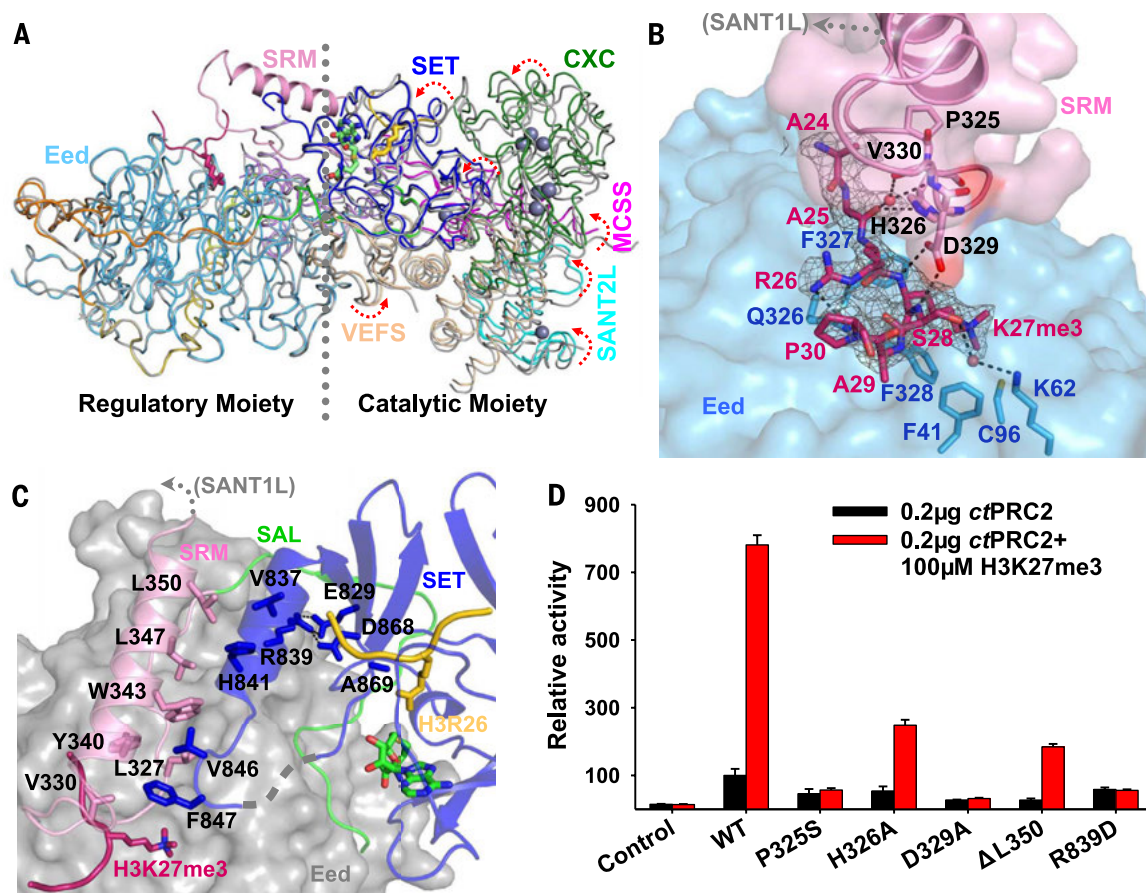 A
SRM
SET
CXC
Eed
MCSS
SANT2L
VEFS
Regulatory Moiety
Catalytic Moiety
B
(SANT1L)
SRM
P325
A24
V330
A25
H326
F327
D329
R26
Q326
K27me3
S28
P30
A29
F328
K62
Eed
F41
C96
C
(SANT1L)
SAL
SRM
SET
V837
L350
E829
D868
L347
R839
H841
A869
W343
H3R26
Y340
L327
V846
V330
F847
H3K27me3
Eed
D
0.2µg ctPRC2
0.2µg ctPRC2+
100µM H3K27me3
Relative activity
900
700
500
300
100
Control
WT
P325S
H326A
D329A
ΔL350
R839D